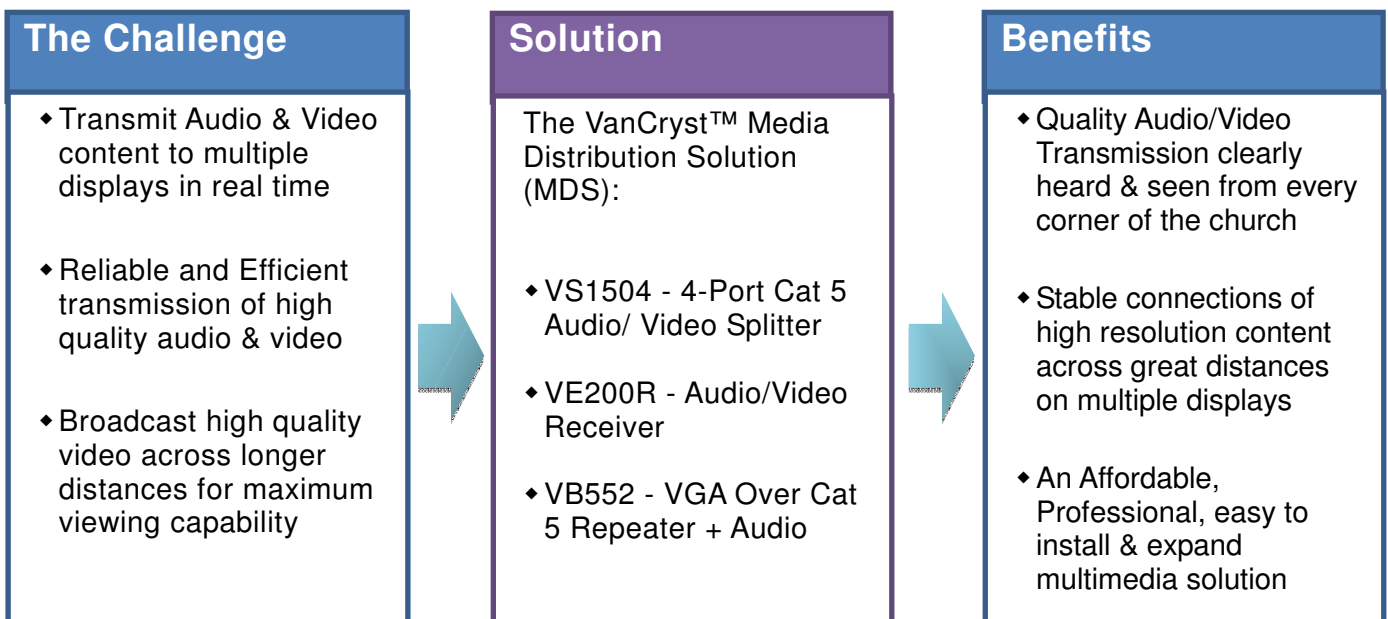 The Challenge
◆ Transmit Audio & Video
content to multiple
displays in real time
◆ Reliable and Efficient
transmission of high
quality audio & video
◆ Broadcast high quality
video across longer
distances for maximum
viewing capability
Solution
The VanCryst™ Media
Distribution Solution
(MDS):
◆ VS1504 - 4-Port Cat 5
Audio/ Video Splitter
◆ VE200R - Audio/Video
Receiver
◆ VB552 - VGA Over Cat
5 Repeater + Audio
Benefits
◆ Quality Audio/Video
Transmission clearly
heard & seen from every
corner of the church
◆ Stable connections of
high resolution content
across great distances
on multiple displays
◆ An Affordable,
Professional, easy to
install & expand
multimedia solution